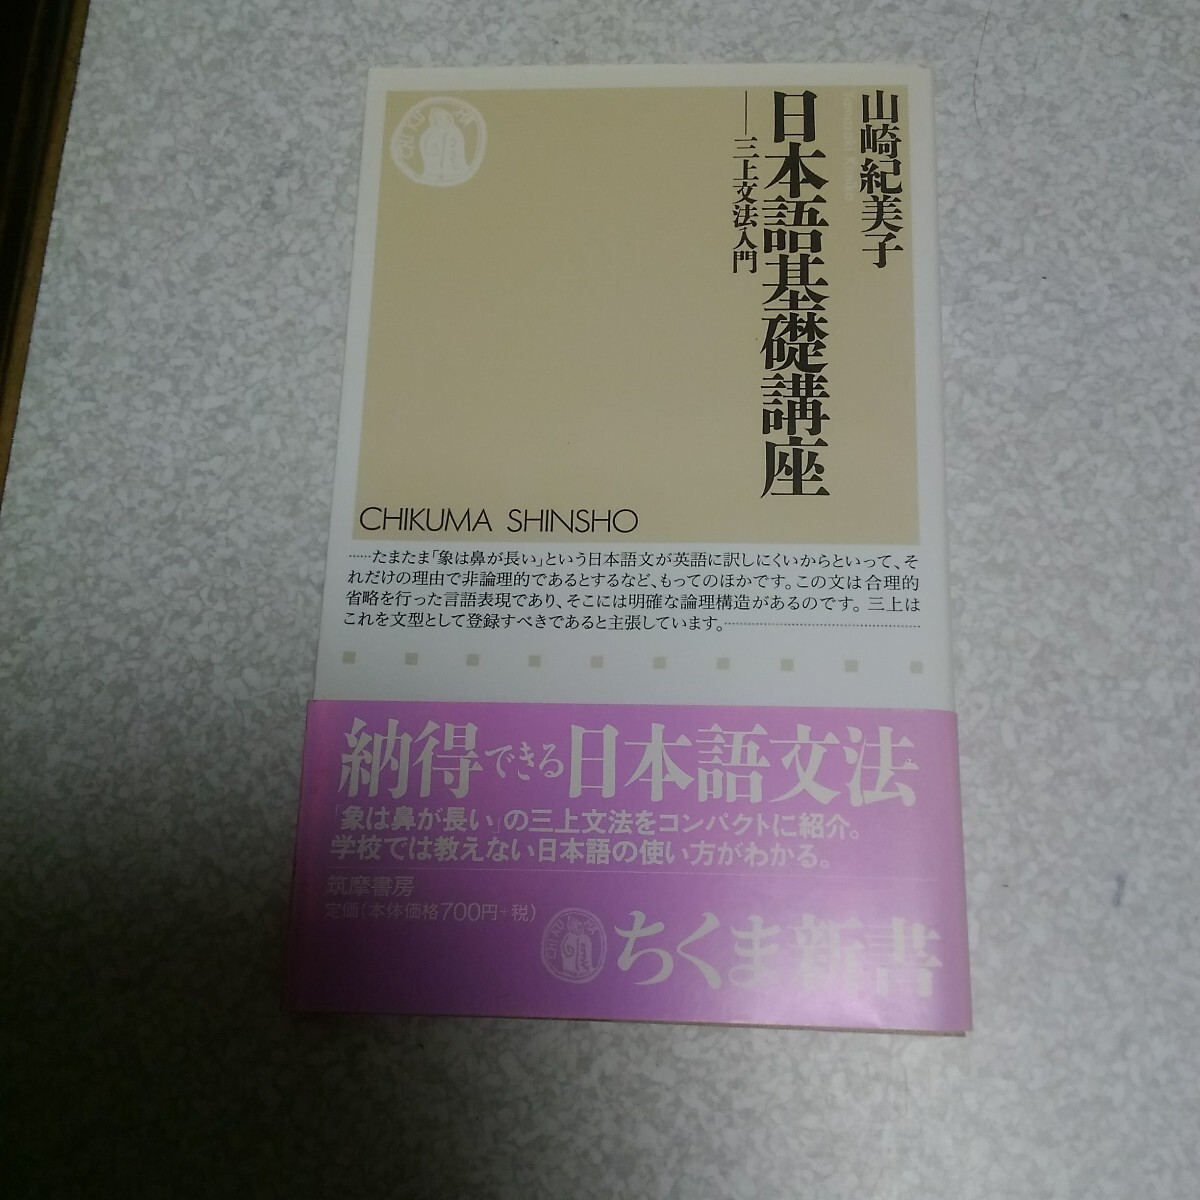 山崎紀美子
日本語基礎講座
──三上文法入門
CHIKUMA SHINSHO
……たまたま「象は鼻が長い」という日本語文が英語に訳しにくいからといって、そ
れだけの理由で非論理的であるとするなど、もってのほかです。この文は合理的
省略を行った言語表現であり、そこには明確な論理構造があるのです。三上は
これを文型として登録すべきであると主張しています。……
納得できる日本語文法
「象は鼻が長い」の三上文法をコンパクトに紹介。
学校では教えない日本語の使い方がわかる。
筑摩書房
定価(本体価格700円+税)
ちくま新書